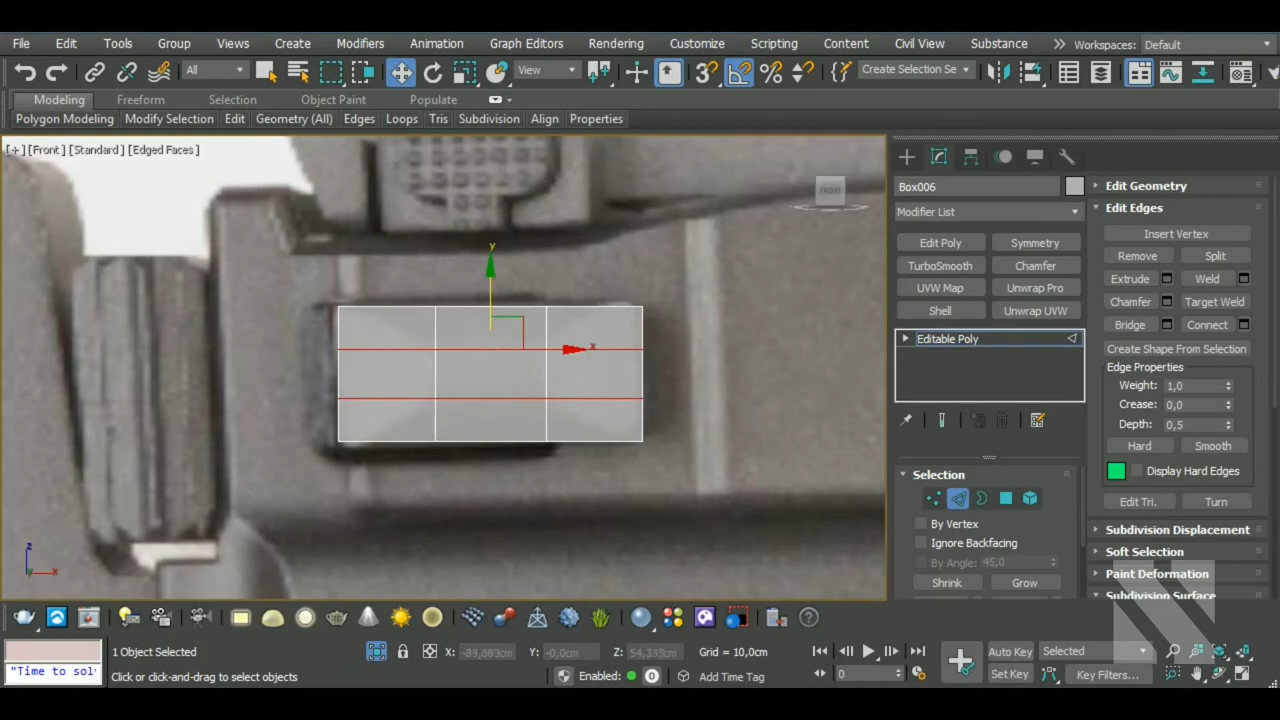 File Edit Tools Group Views Create Modifiers Animation Graph Editors Rendering Customize Scripting Content Civil View Substance Workspaces: Default
All View Create Selection Se
Modeling Freeform Selection Object Paint Populate
Polygon Modeling Modify Selection Edit Geometry (All) Edges Loops Tris Subdivision Align Properties
[+] [Front] [Standard] [Edged Faces]
FRONT
y
x
z
x
y
Box006
Modifier List
Edit Poly Symmetry
TurboSmooth Chamfer
UVW Map Unwrap Pro
Shell Unwrap UVW
Editable Poly
Selection
By Vertex
Ignore Backfacing
By Angle: 45,0
Shrink Grow
Edit Geometry
Edit Edges
Insert Vertex
Remove Split
Extrude Weld
Chamfer Target Weld
Bridge Connect
Create Shape From Selection
Edge Properties
Weight: 1,0
Crease: 0,0
Depth: 0,5
Hard Smooth
Display Hard Edges
Edit Tri. Turn
Subdivision Displacement
Soft Selection
Paint Deformation
Subdivision Surface
"Time to sol
1 Object Selected
Click or click-and-drag to select objects
X: -83,683cm Y: -0,0cm Z: 54,333cm Grid = 10,0cm
Enabled: 0 Add Time Tag
0
Auto Key Selected
Set Key Key Filters...